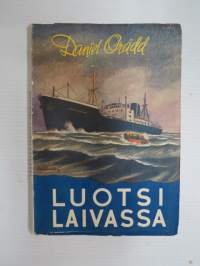 Daniel Orädd
LUOTSI
LAIVASSA